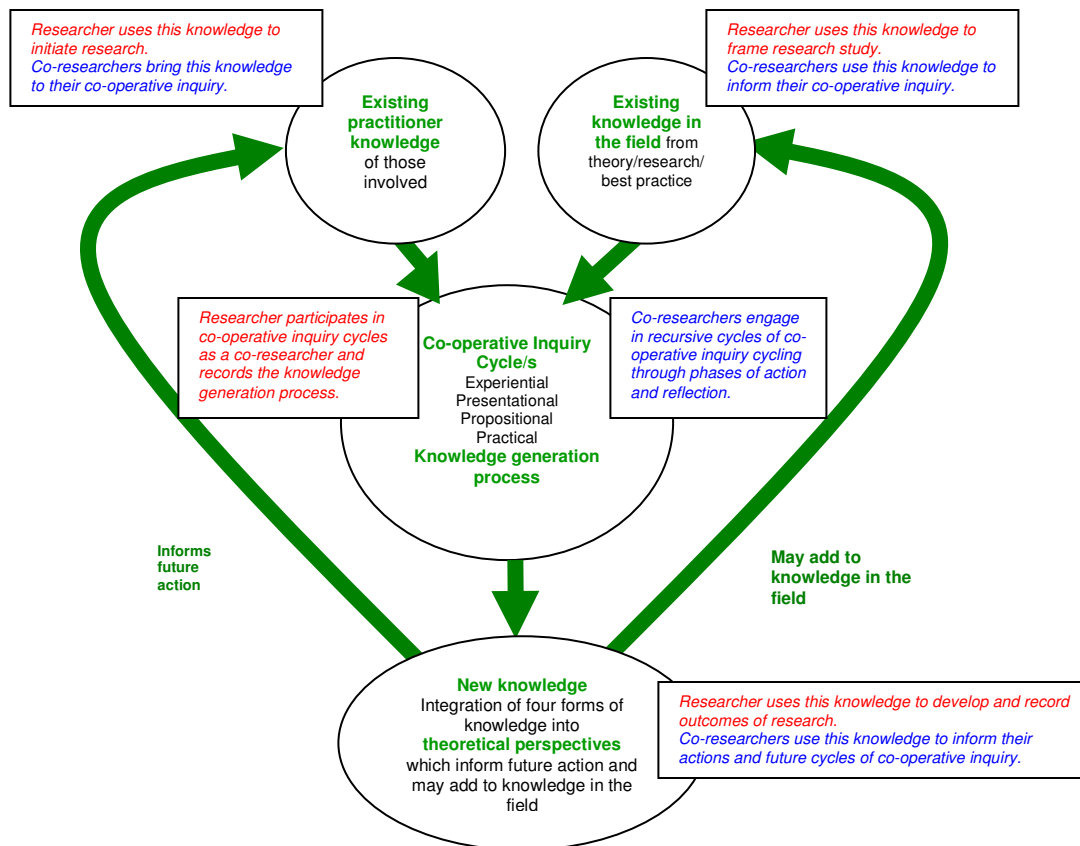 Researcher uses this knowledge to
initiate research.
Co-researchers bring this knowledge
to their co-operative inquiry.
Researcher uses this knowledge to
frame research study.
Co-researchers use this knowledge to
inform their co-operative inquiry.
Existing
practitioner
knowledge
of those
involved
Existing
knowledge in
the field from
theory/research/
best practice
Researcher participates in
co-operative inquiry cycles
as a co-researcher and
records the knowledge
generation process.
Co-operative Inquiry
Cycle/s
Experiential
Presentational
Propositional
Practical
Knowledge generation
process
Co-researchers engage
in recursive cycles of co-
operative inquiry cycling
through phases of action
and reflection.
Informs
future
action
May add to
knowledge in the
field
New knowledge
Integration of four forms of
knowledge into
theoretical perspectives
which inform future action and
may add to knowledge in the
field
Researcher uses this knowledge to develop and record
outcomes of research.
Co-researchers use this knowledge to inform their
actions and future cycles of co-operative inquiry.